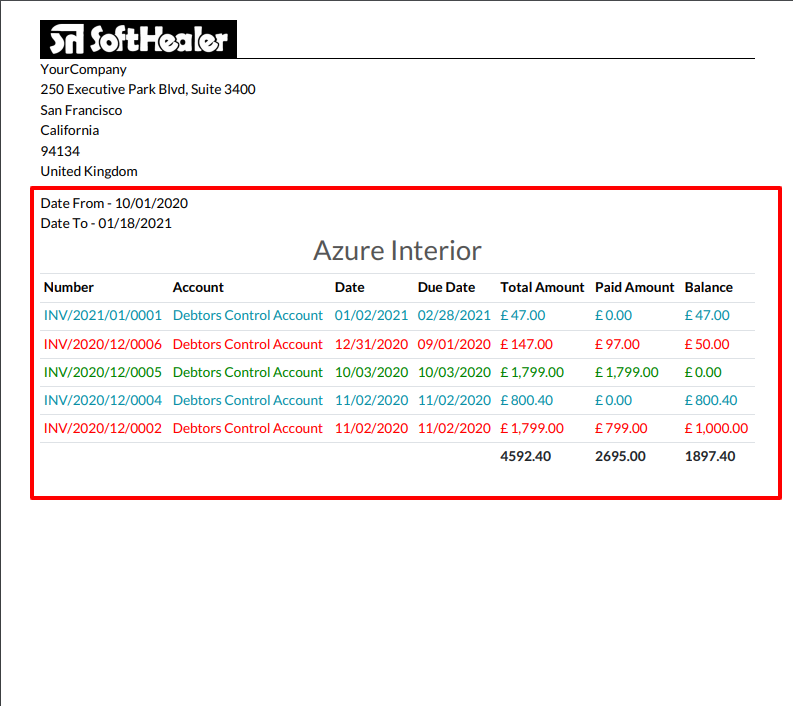 SH SoftHealer
YourCompany
250 Executive Park Blvd, Suite 3400
San Francisco
California
94134
United Kingdom
Date From - 10/01/2020
Date To - 01/18/2021
Azure Interior
Number Account Date Due Date Total Amount Paid Amount Balance
INV/2021/01/0001 Debtors Control Account 01/02/2021 02/28/2021 £ 47.00 £ 0.00 £ 47.00
INV/2020/12/0006 Debtors Control Account 12/31/2020 09/01/2020 £ 147.00 £ 97.00 £ 50.00
INV/2020/12/0005 Debtors Control Account 10/03/2020 10/03/2020 £ 1,799.00 £ 1,799.00 £ 0.00
INV/2020/12/0004 Debtors Control Account 11/02/2020 11/02/2020 £ 800.40 £ 0.00 £ 800.40
INV/2020/12/0002 Debtors Control Account 11/02/2020 11/02/2020 £ 1,799.00 £ 799.00 £ 1,000.00
4592.40 2695.00 1897.40